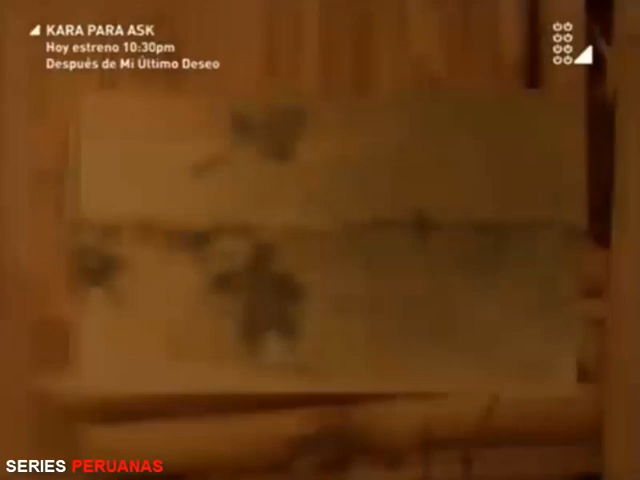 KARA PARA ASK
Hoy estreno 10:30pm
Después de Mi Último Deseo
SERIES PERUANAS